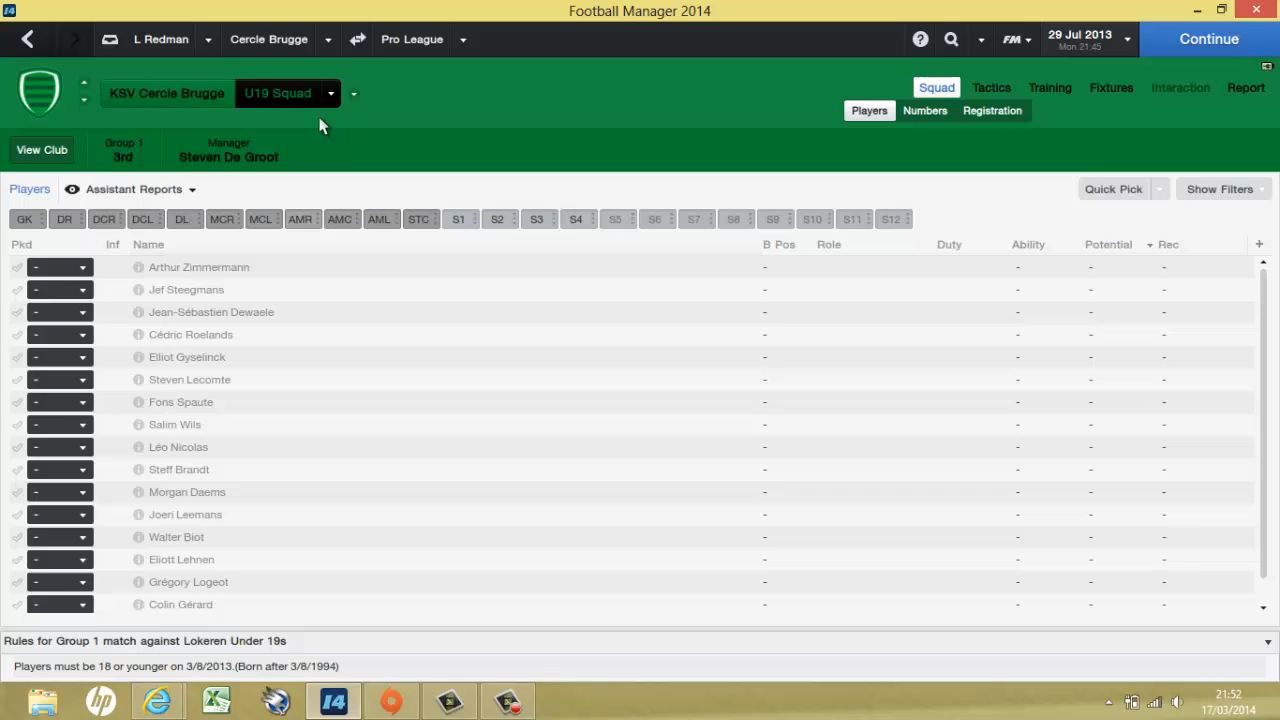 Football Manager 2014
L Redman Cercle Brugge Pro League FM 29 Jul 2013 Mon 21:45 Continue
KSV Cercle Brugge U19 Squad Squad Tactics Training Fixtures Interaction Report
Players Numbers Registration
View Club Group 1 3rd Manager Steven De Groot
Players Assistant Reports Quick Pick Show Filters
GK DR DCR DCL DL MCR MCL AMR AMC AML STC S1 S2 S3 S4 S5 S6 S7 S8 S9 S10 S11 S12
Pkd Inf Name B Pos Role Duty Ability Potential Rec +
- Arthur Zimmermann - - - -
- Jef Steegmans - - - -
- Jean-Sébastien Dewaele - - - -
- Cédric Roelands - - - -
- Elliot Gyselinck - - - -
- Steven Lecomte - - - -
- Fons Spaute - - - -
- Salim Wils - - - -
- Léo Nicolas - - - -
- Steff Brandt - - - -
- Morgan Daems - - - -
- Joeri Leemans - - - -
- Walter Biot - - - -
- Eliott Lehnen - - - -
- Grégory Logeot - - - -
- Colin Gérard - - - -
Rules for Group 1 match against Lokeren Under 19s
Players must be 18 or younger on 3/8/2013.(Born after 3/8/1994)
21:52
17/03/2014